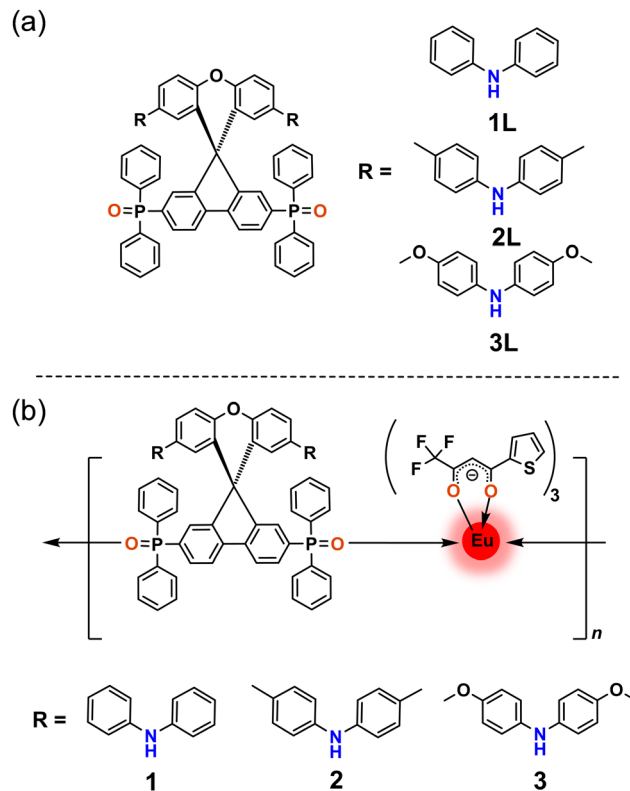 (a)
O
R
R
N
H
1L
R =
N
H
2L
O=P
P=O
O
O
N
H
3L
(b)
O
R
R
F
F
F
S
3
⊖
O
O
O=P
P=O
Eu
n
R =
N
H
1
N
H
2
O
O
N
H
3